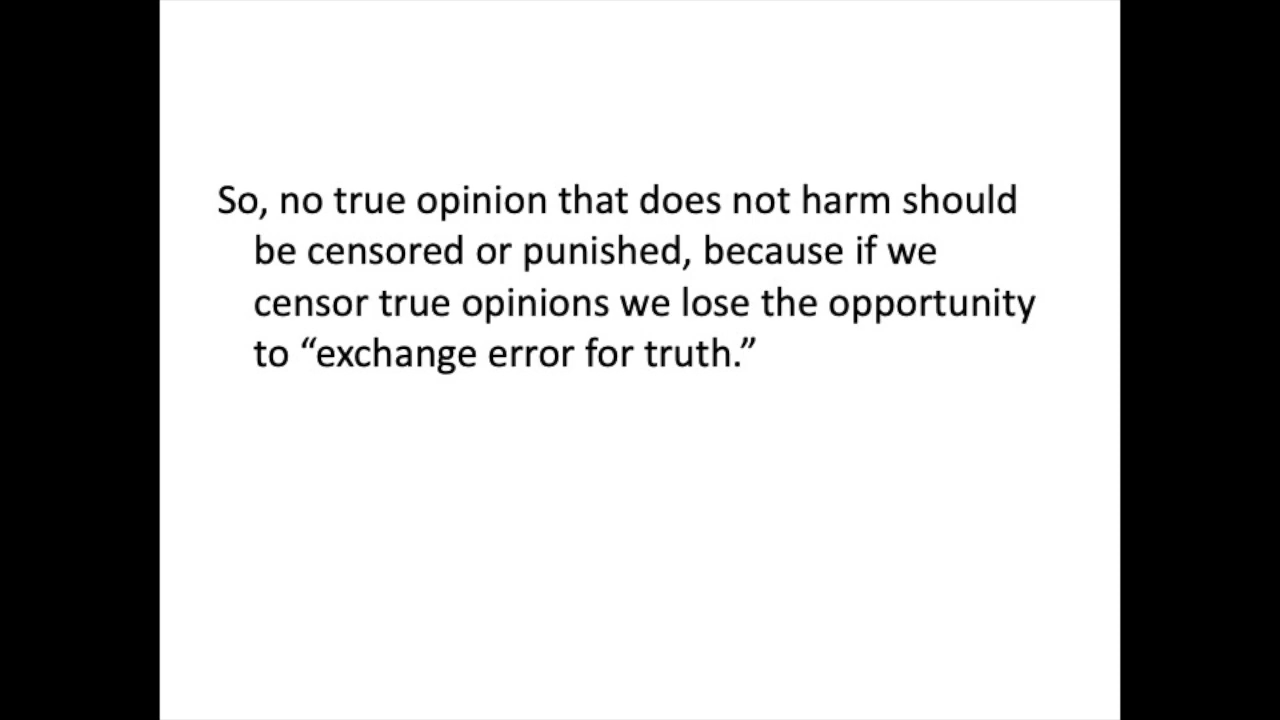 So, no true opinion that does not harm should
be censored or punished, because if we
censor true opinions we lose the opportunity
to “exchange error for truth.”